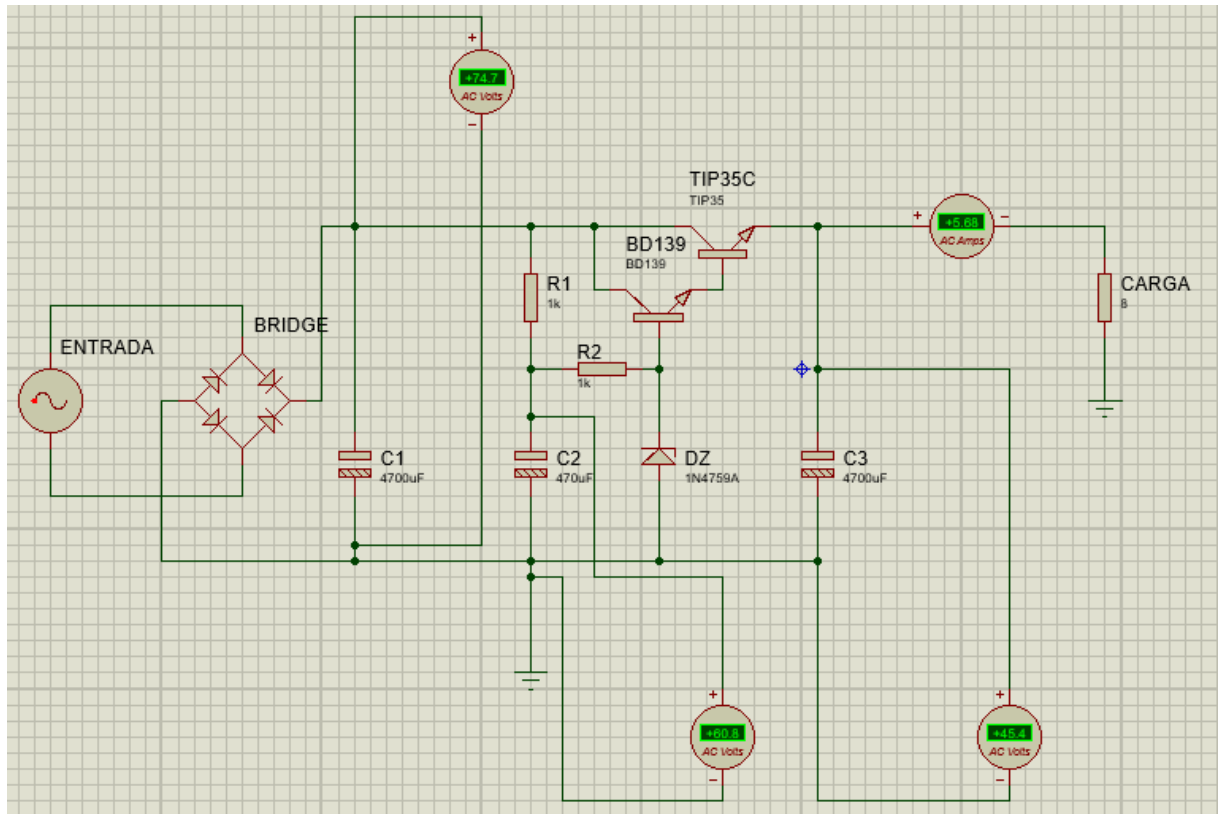 +
+74.7
AC Volts
−
TIP35C
TIP35
BD139
BD139
+
+5.68
AC Amps
−
R1
1k
CARGA
8
BRIDGE
ENTRADA
R2
1k
C1
4700uF
C2
470uF
DZ
1N4759A
C3
4700uF
+
+60.8
AC Volts
−
+
+45.4
AC Volts
−